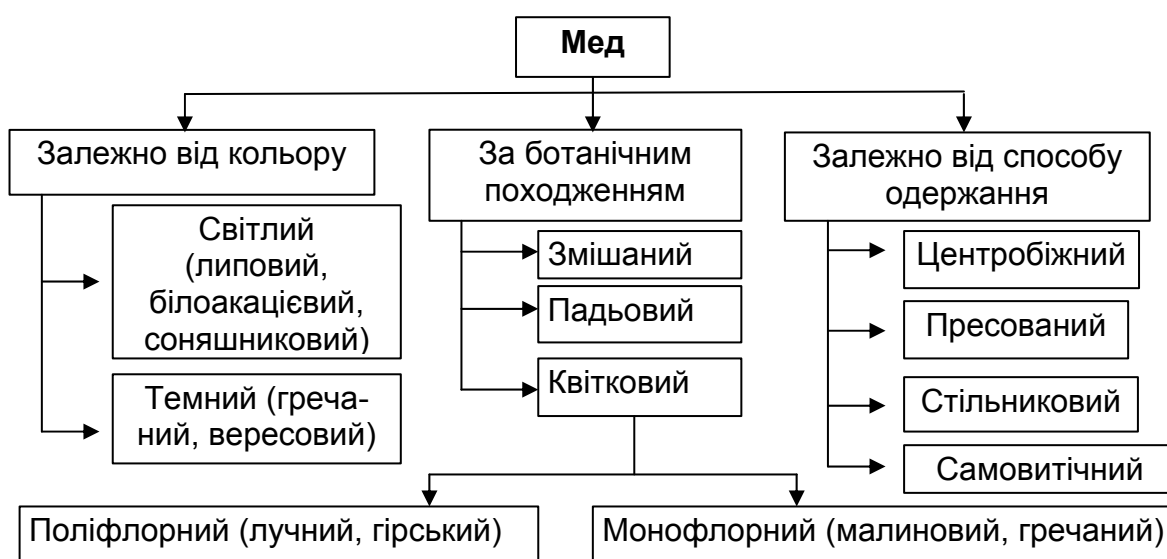 Мед
Залежно від кольору
Світлий
(липовий,
білоакацієвий,
соняшниковий)
Темний (греча-
ний, вересовий)
За ботанічним
походженням
Змішаний
Падьовий
Квітковий
Поліфлорний (лучний, гірський)
Монофлорний (малиновий, гречаний)
Залежно від способу
одержання
Центробіжний
Пресований
Стільниковий
Самовитічний